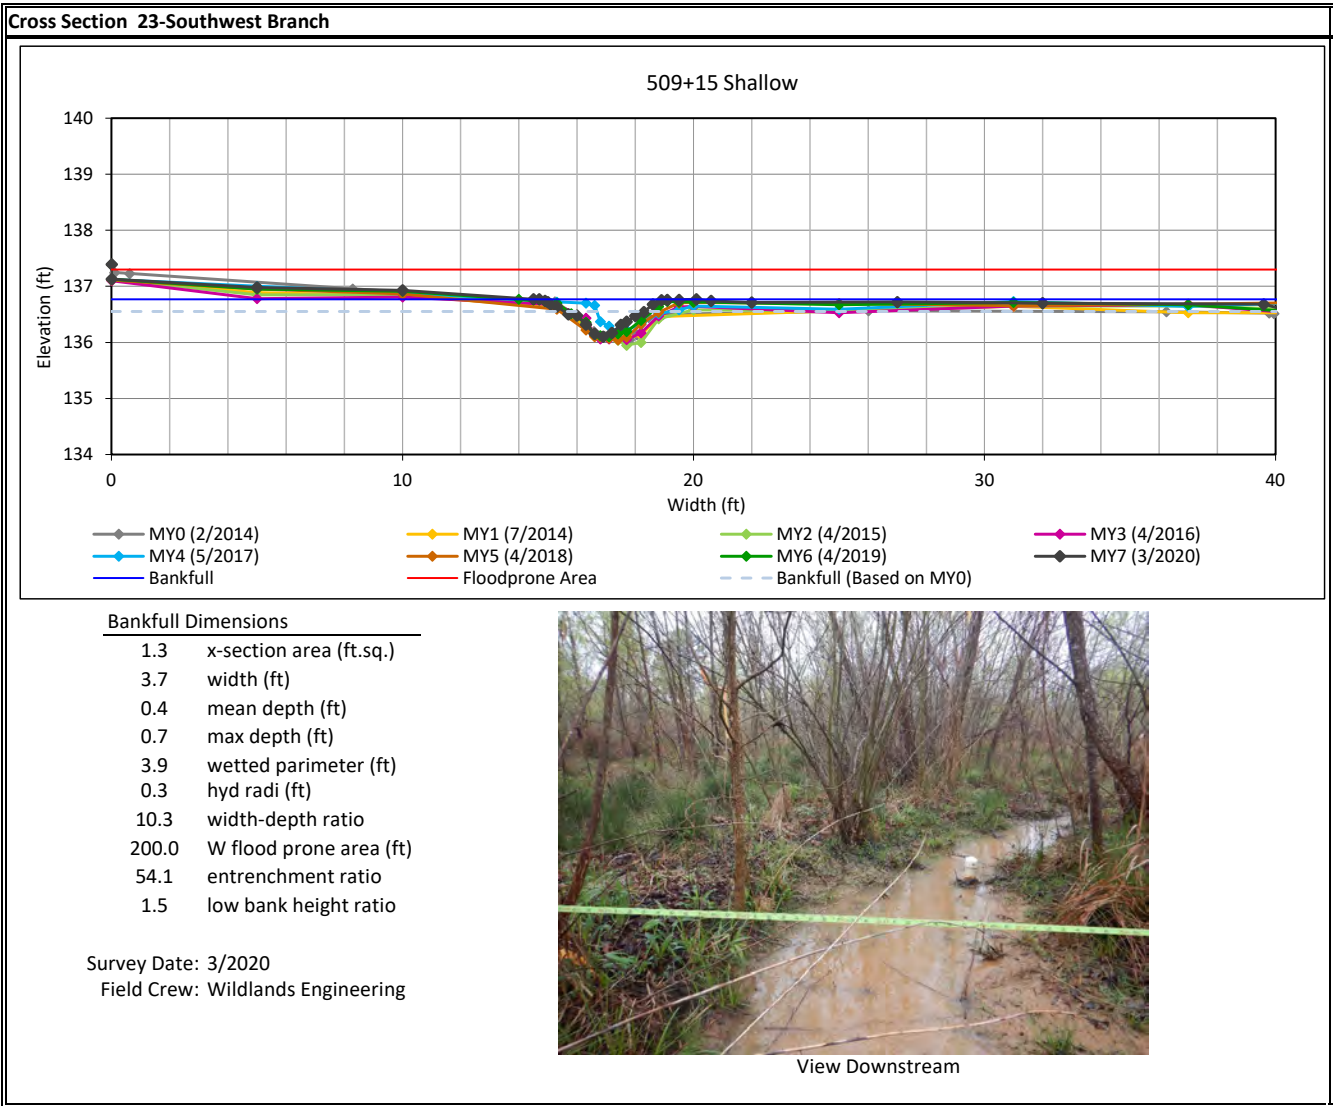 Cross Section 23-Southwest Branch
509+15 Shallow
140
139
138
137
136
135
134
Elevation (ft)
0 10 20 30 40
Width (ft)
MY0 (2/2014) MY1 (7/2014) MY2 (4/2015) MY3 (4/2016)
MY4 (5/2017) MY5 (4/2018) MY6 (4/2019) MY7 (3/2020)
Bankfull Floodprone Area Bankfull (Based on MY0)
Bankfull Dimensions
1.3 x-section area (ft.sq.)
3.7 width (ft)
0.4 mean depth (ft)
0.7 max depth (ft)
3.9 wetted parimeter (ft)
0.3 hyd radi (ft)
10.3 width-depth ratio
200.0 W flood prone area (ft)
54.1 entrenchment ratio
1.5 low bank height ratio
Survey Date: 3/2020
Field Crew: Wildlands Engineering
View Downstream